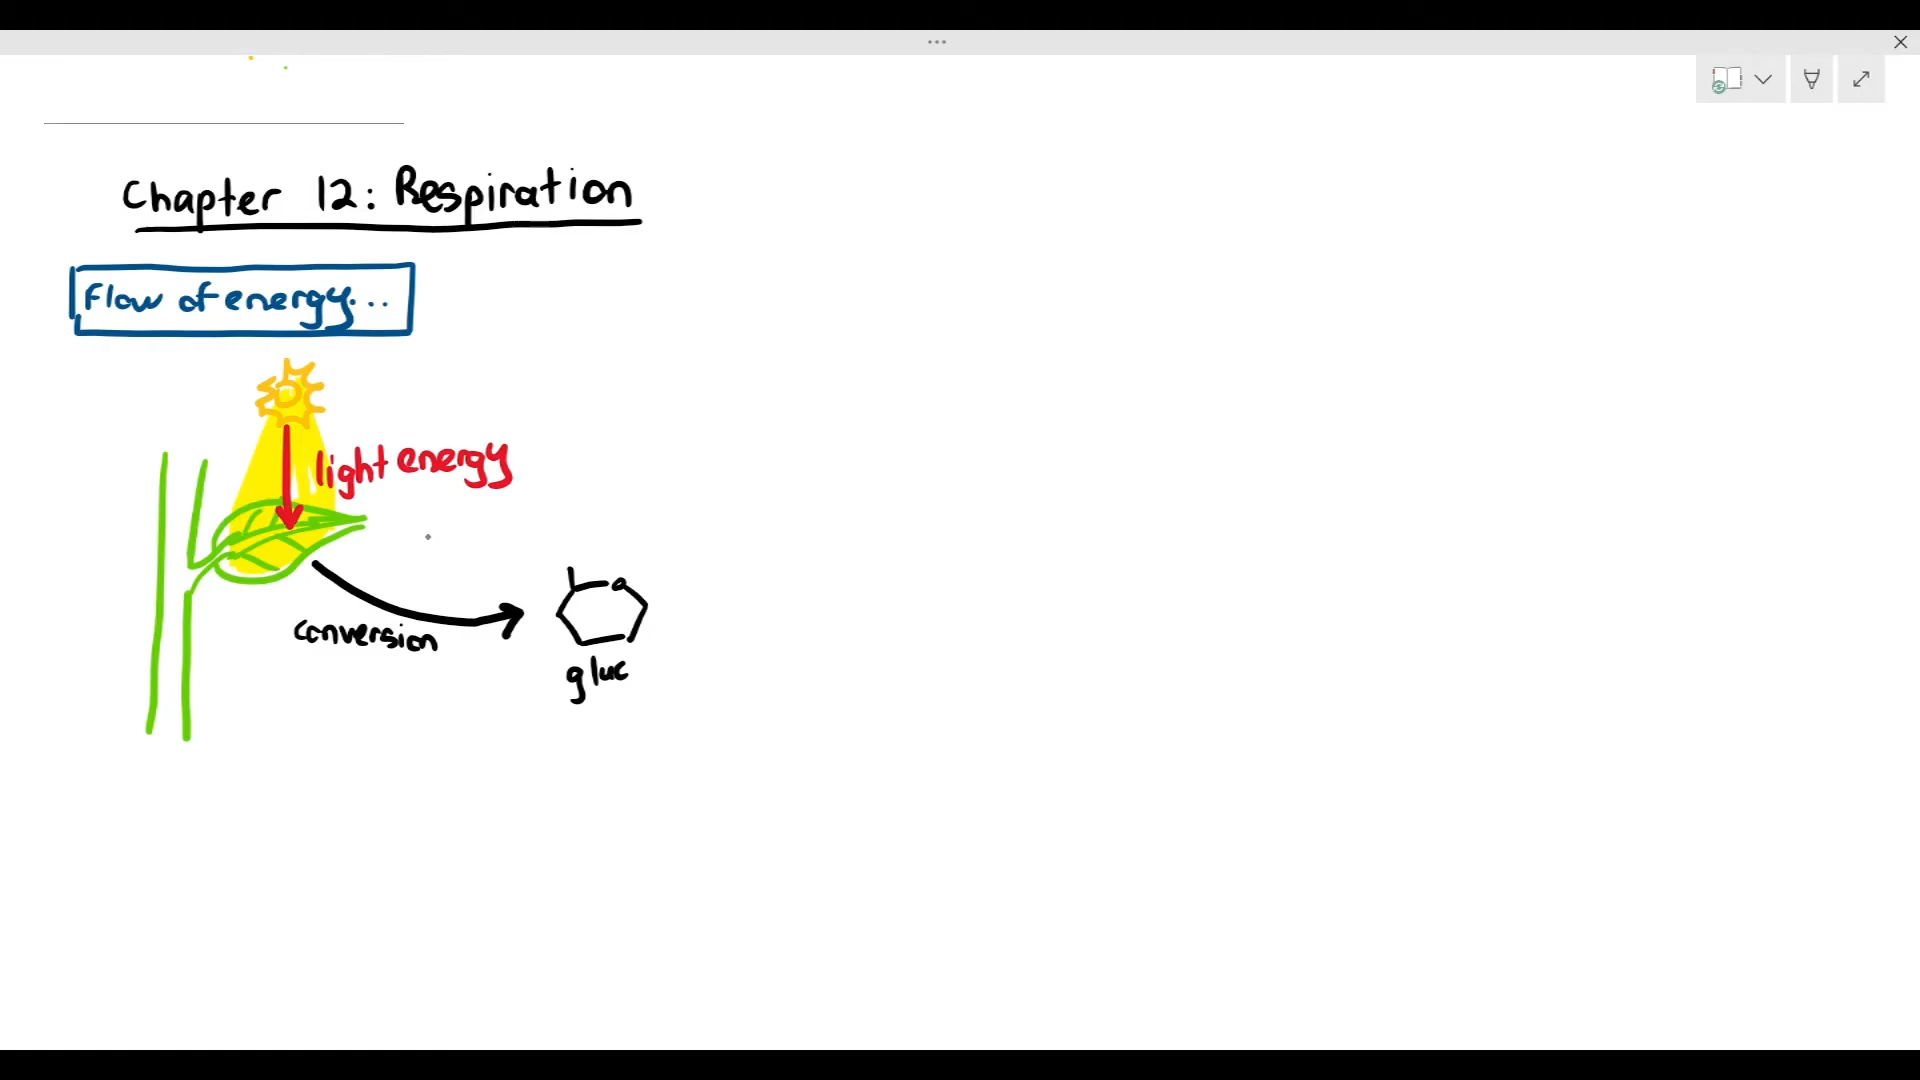 Chapter 12: Respiration
Flow of energy...
light energy
conversion
gluc